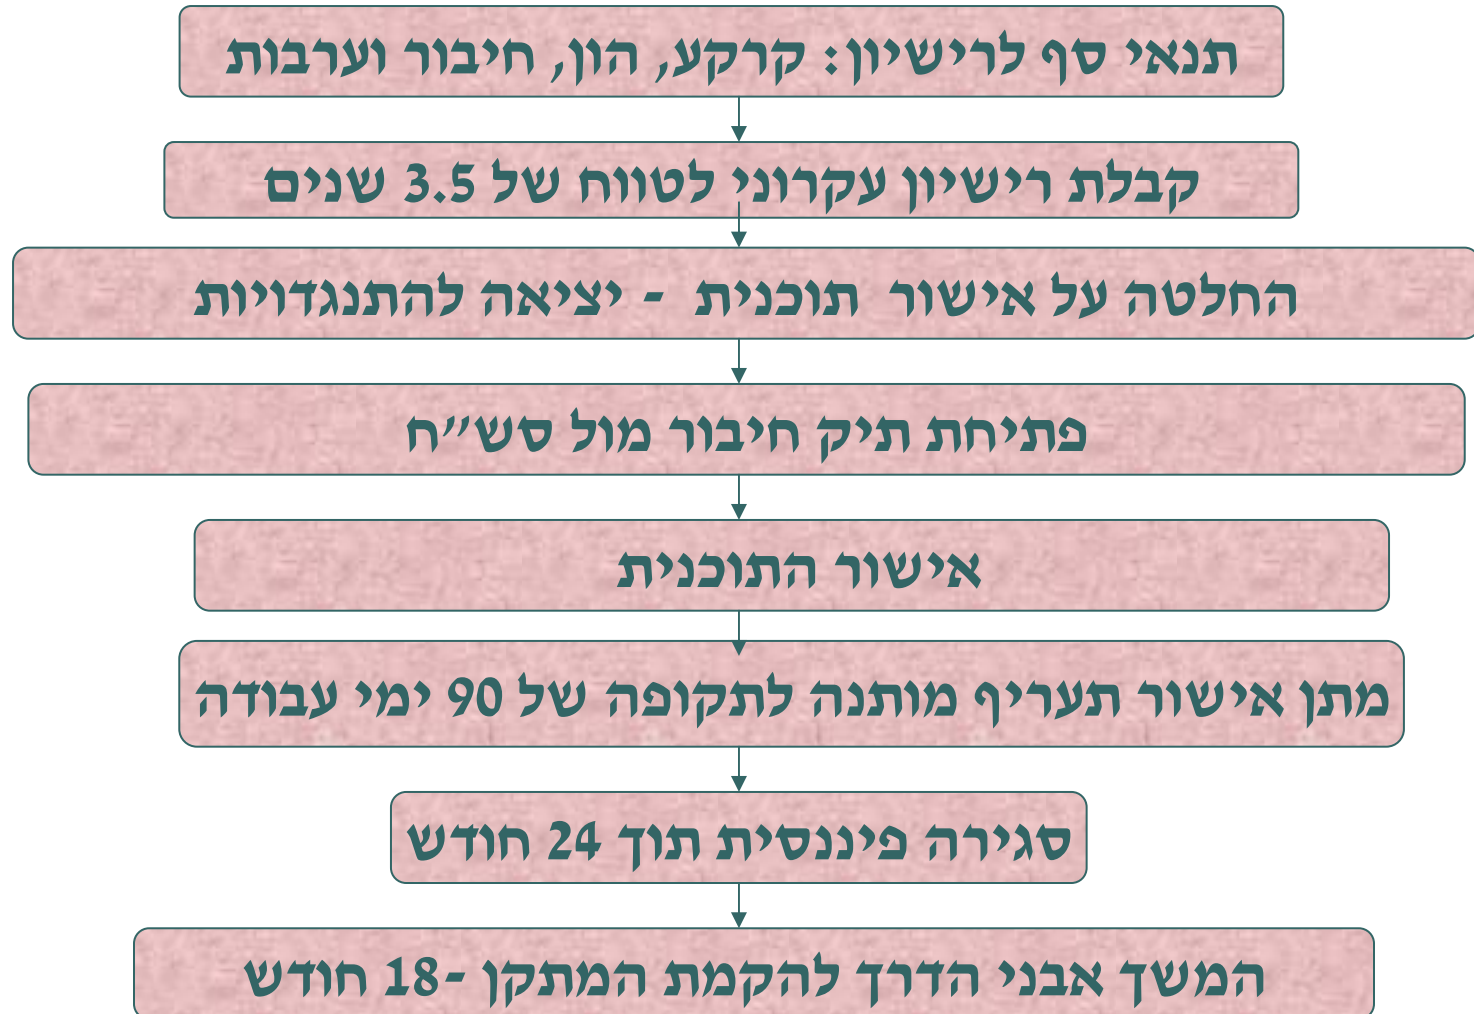 תנאי סף לרישיון: קרקע, הון, חיבור וערבות
קבלת רישיון עקרוני לטווח של 3.5 שנים
החלטה על אישור תוכנית - יציאה להתנגדויות
פתיחת תיק חיבור מול סש״ח
אישור התוכנית
מתן אישור תעריף מותנה לתקופה של 90 ימי עבודה
סגירה פיננסית תוך 24 חודש
המשך אבני הדרך להקמת המתקן -18 חודש